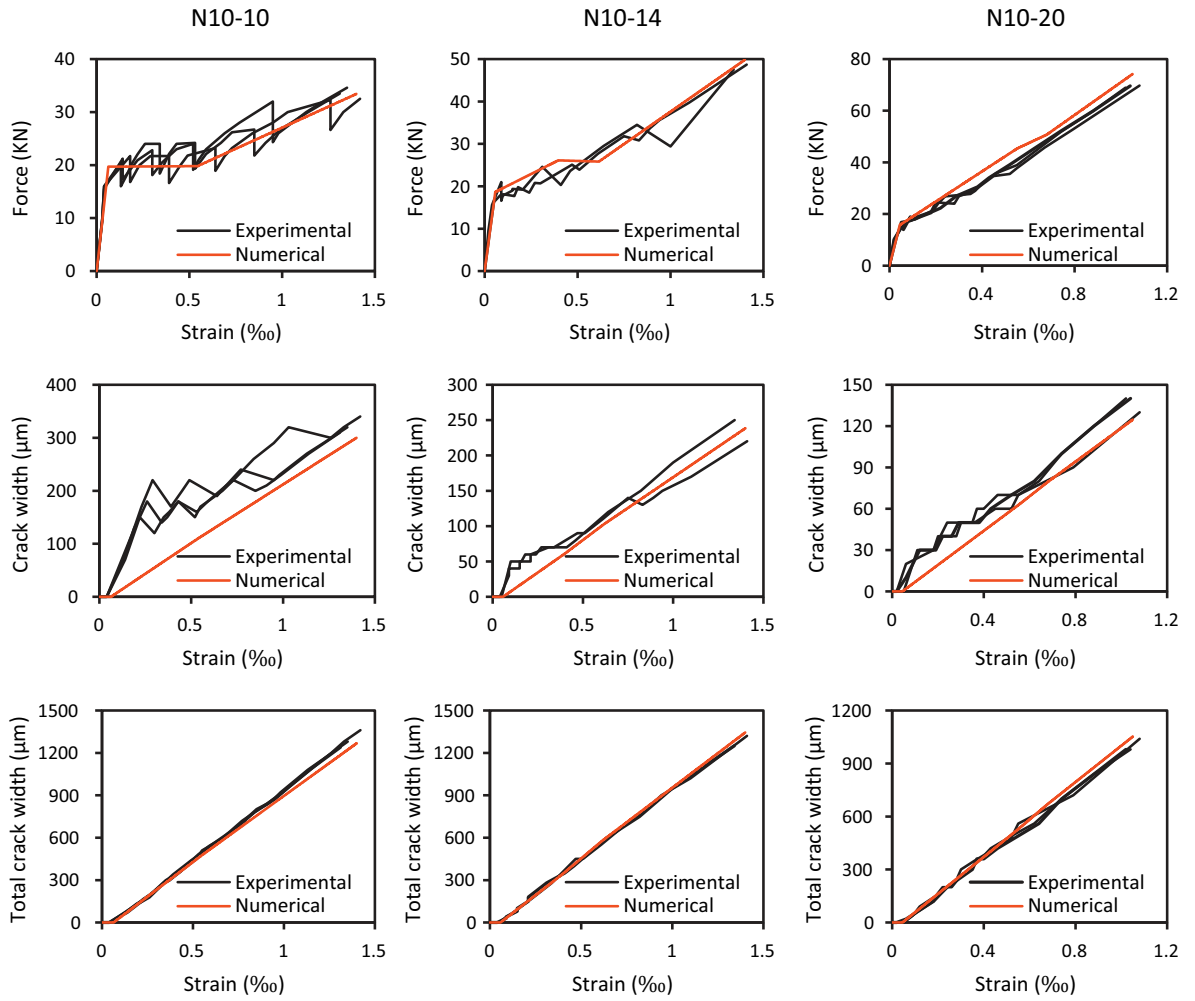 N10-10 N10-14 N10-20
Force (KN)
40
30
20
10
0
Experimental
Numerical
0 0.5 1 1.5
Strain (‰)
Force (KN)
50
40
30
20
10
0
Experimental
Numerical
0 0.5 1 1.5
Strain (‰)
Force (KN)
80
60
40
20
0
Experimental
Numerical
0 0.4 0.8 1.2
Strain (‰)
Crack width (μm)
400
300
200
100
0
Experimental
Numerical
0 0.5 1 1.5
Strain (‰)
Crack width (μm)
300
250
200
150
100
50
0
Experimental
Numerical
0 0.5 1 1.5
Strain (‰)
Crack width (μm)
150
120
90
60
30
0
Experimental
Numerical
0 0.4 0.8 1.2
Strain (‰)
Total crack width (μm)
1500
1200
900
600
300
0
Experimental
Numerical
0 0.5 1 1.5
Strain (‰)
Total crack width (μm)
1500
1200
900
600
300
0
Experimental
Numerical
0 0.5 1 1.5
Strain (‰)
Total crack width (μm)
1200
900
600
300
0
Experimental
Numerical
0 0.4 0.8 1.2
Strain (‰)